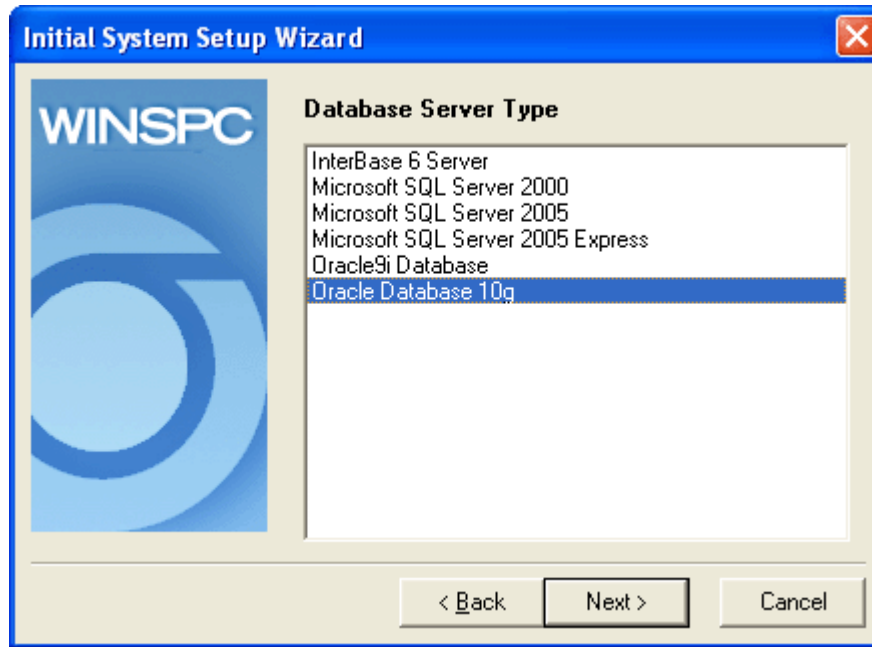 Initial System Setup Wizard
WINSPC
Database Server Type
InterBase 6 Server
Microsoft SQL Server 2000
Microsoft SQL Server 2005
Microsoft SQL Server 2005 Express
Oracle9i Database
Oracle Database 10g
< Back
Next >
Cancel